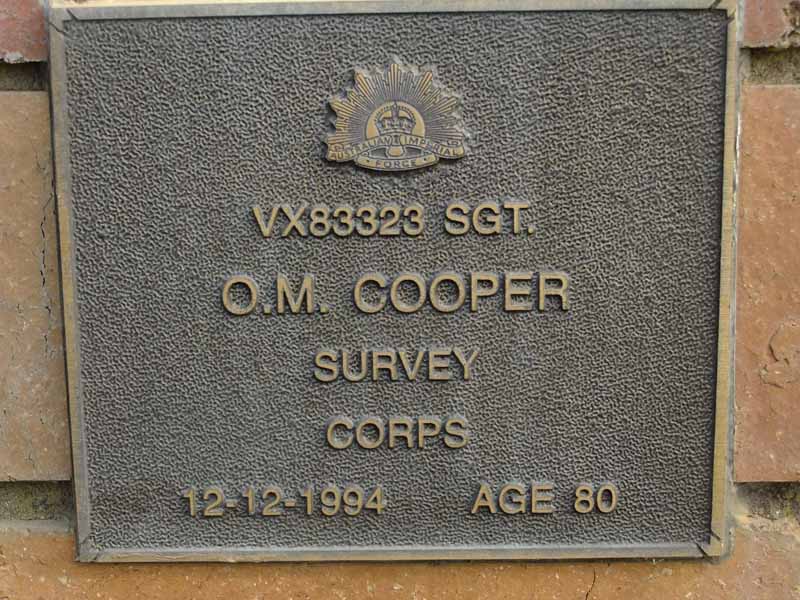 AUSTRALIAN IMPERIAL
FORCE
VX83323 SGT.
O.M. COOPER
SURVEY
CORPS
12-12-1994 AGE 80